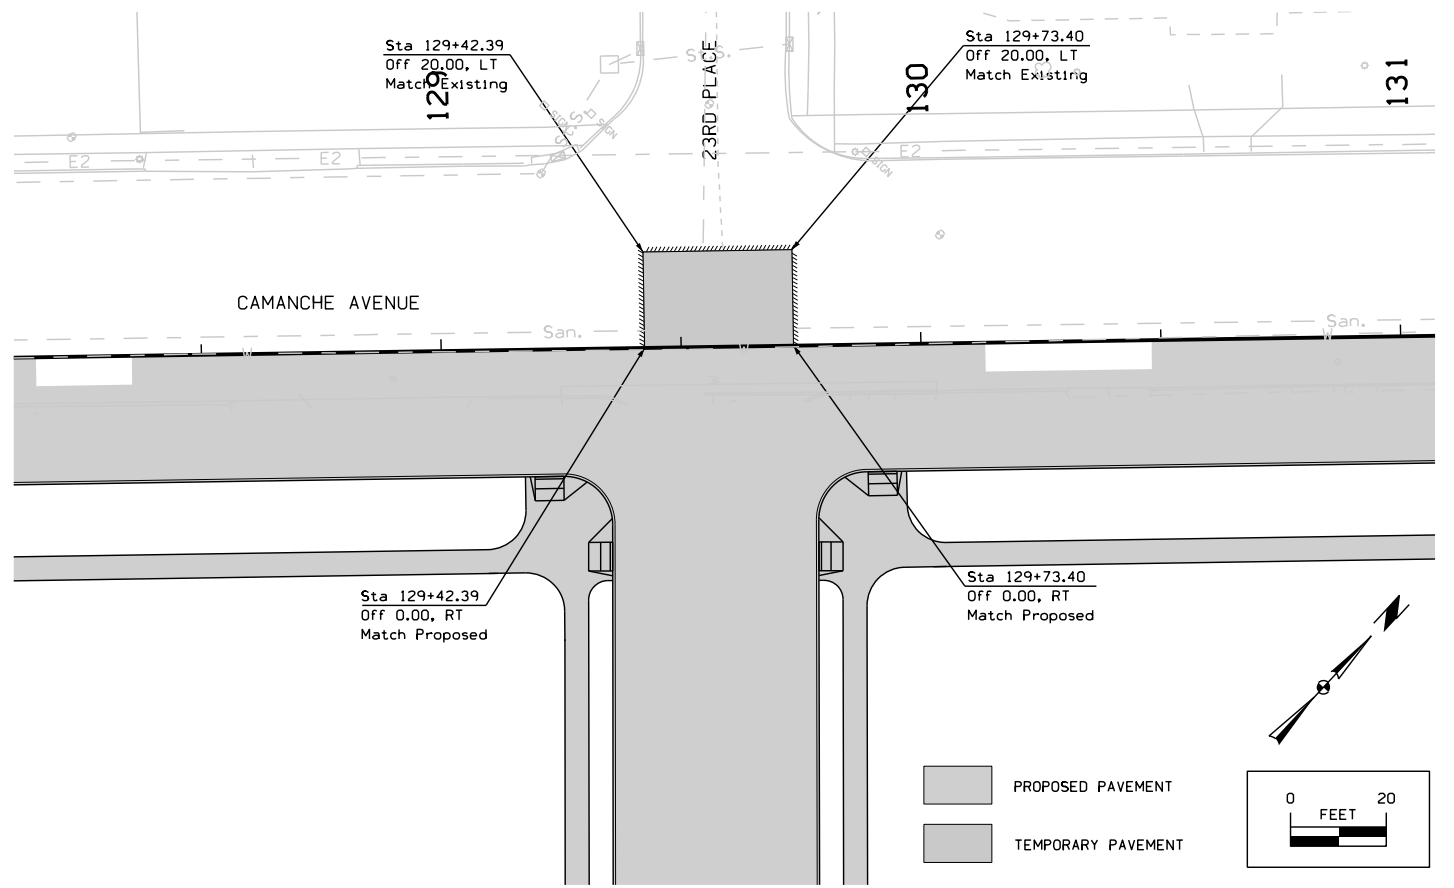 Sta 129+42.39
Off 20.00, LT
Match Existing
129
St.S.
23RD PLACE
Sta 129+73.40
Off 20.00, LT
Match Existing
130
131
SIGN
SIGN
E2
E2
E2
SIGN
CAMANCHE AVENUE
San.
San.
W
W
W
Sta 129+42.39
Off 0.00, RT
Match Proposed
Sta 129+73.40
Off 0.00, RT
Match Proposed
N
PROPOSED PAVEMENT
TEMPORARY PAVEMENT
0 20
FEET